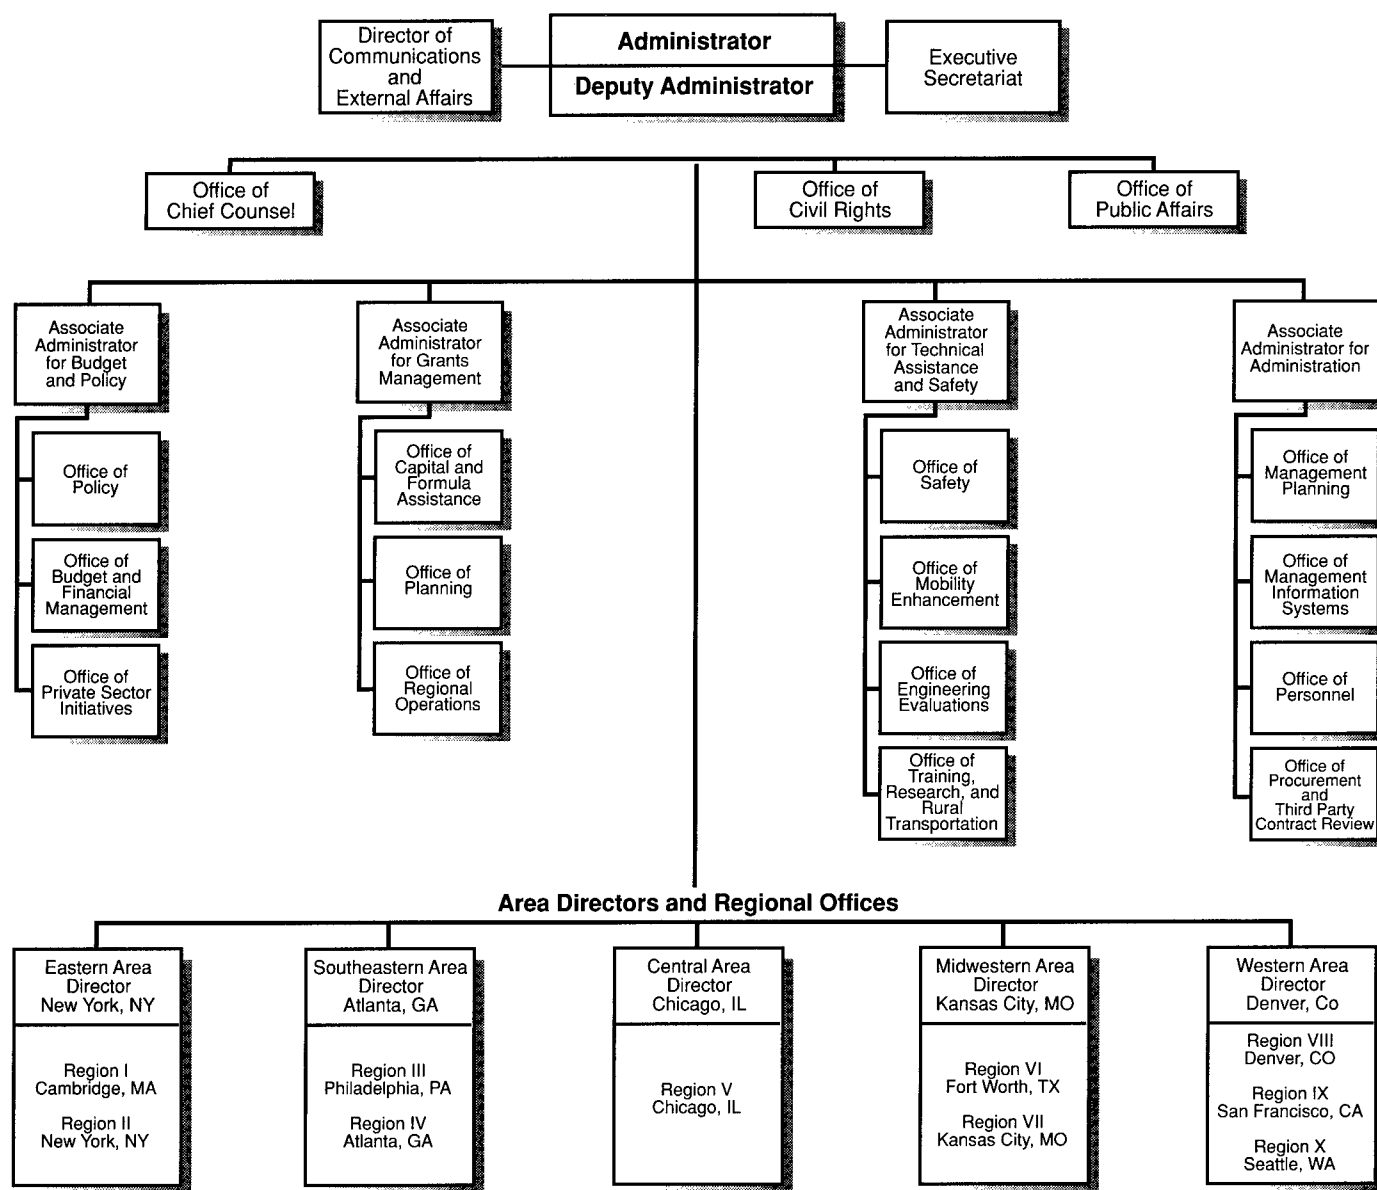 Director of
Communications
and
External Affairs
Administrator
Deputy Administrator
Executive
Secretariat
Office of
Chief Counsel
Office of
Civil Rights
Office of
Public Affairs
Associate
Administrator
for Budget
and Policy
Associate
Administrator
for Grants
Management
Associate
Administrator
for Technical
Assistance
and Safety
Associate
Administrator for
Administration
Office of
Policy
Office of
Budget and
Financial
Management
Office of
Private Sector
Initiatives
Office of
Capital and
Formula
Assistance
Office of
Planning
Office of
Regional
Operations
Office of
Safety
Office of
Mobility
Enhancement
Office of
Engineering
Evaluations
Office of
Training,
Research, and
Rural
Transportation
Office of
Management
Planning
Office of
Management
Information
Systems
Office of
Personnel
Office of
Procurement
and
Third Party
Contract Review
Area Directors and Regional Offices
Eastern Area
Director
New York, NY
Region I
Cambridge, MA
Region II
New York, NY
Southeastern Area
Director
Atlanta, GA
Region III
Philadelphia, PA
Region IV
Atlanta, GA
Central Area
Director
Chicago, IL
Region V
Chicago, IL
Midwestern Area
Director
Kansas City, MO
Region VI
Fort Worth, TX
Region VII
Kansas City, MO
Western Area
Director
Denver, Co
Region VIII
Denver, CO
Region IX
San Francisco, CA
Region X
Seattle, WA